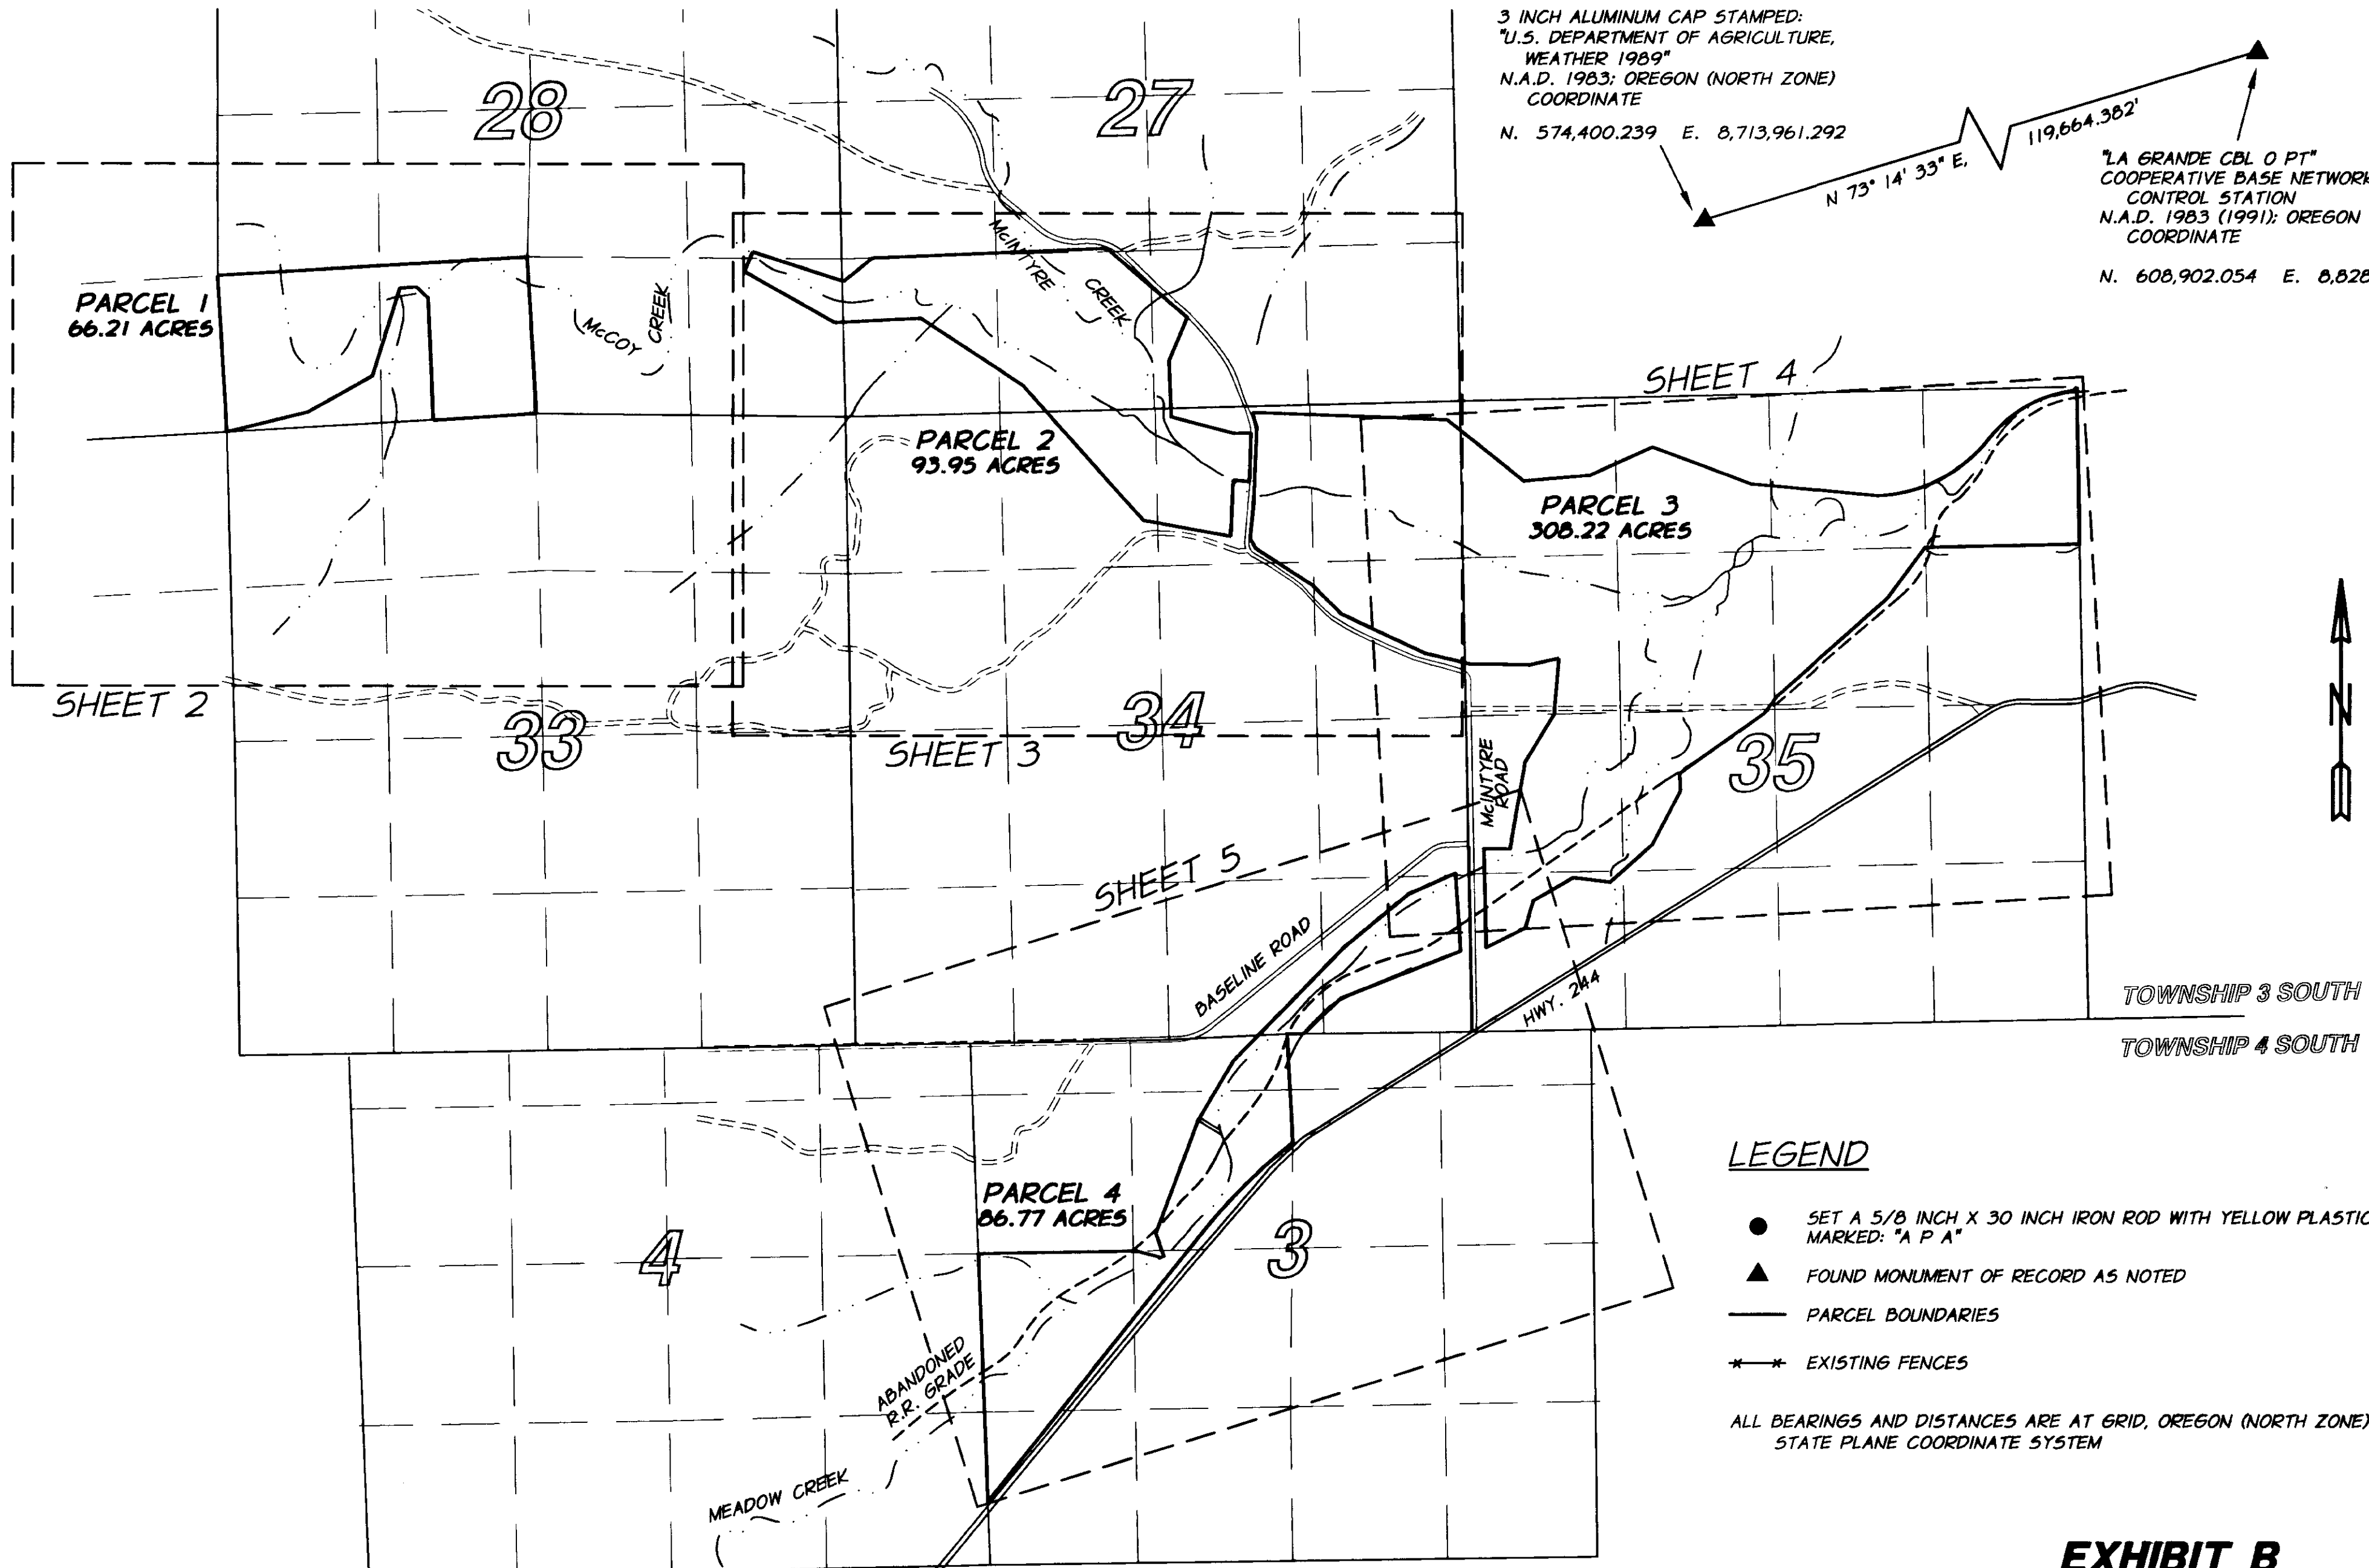 3 INCH ALUMINUM CAP STAMPED:
"U.S. DEPARTMENT OF AGRICULTURE,
WEATHER 1989"
N.A.D. 1983; OREGON (NORTH ZONE)
COORDINATE
N. 574,400.239 E. 8,713,961.292
N 73° 14' 33" E,
119,664.382'
"LA GRANDE CBL 0 PT"
COOPERATIVE BASE NETWORK
CONTROL STATION
N.A.D. 1983 (1991); OREGON
COORDINATE
N. 608,902.054 E. 8,828
28
27
PARCEL 1
66.21 ACRES
McCOY
CREEK
McINTYRE
CREEK
SHEET 4
PARCEL 2
93.95 ACRES
PARCEL 3
308.22 ACRES
N
SHEET 2
33
SHEET 3
34
McINTYRE
ROAD
35
SHEET 5
BASELINE ROAD
HWY. 244
TOWNSHIP 3 SOUTH
TOWNSHIP 4 SOUTH
PARCEL 4
86.77 ACRES
4
3
ABANDONED
R.R. GRADE
MEADOW CREEK
LEGEND
SET A 5/8 INCH X 30 INCH IRON ROD WITH YELLOW PLASTIC
MARKED: "A P A"
FOUND MONUMENT OF RECORD AS NOTED
PARCEL BOUNDARIES
EXISTING FENCES
ALL BEARINGS AND DISTANCES ARE AT GRID, OREGON (NORTH ZONE)
STATE PLANE COORDINATE SYSTEM
EXHIBIT B